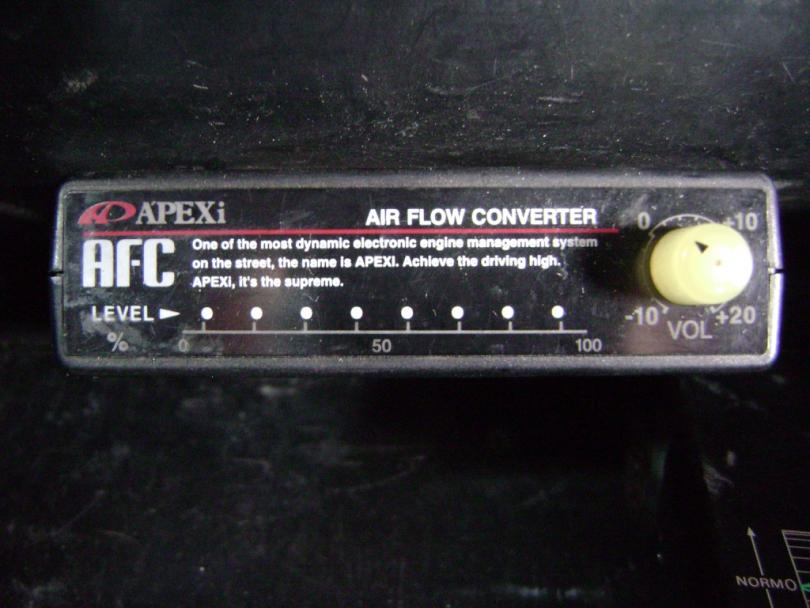 APEXi
AIR FLOW CONVERTER
AFC
One of the most dynamic electronic engine management system
on the street, the name is APEXi. Achieve the driving high.
APEXi, it's the supreme.
LEVEL
%
0 50 100
0 +10
-10 +20
VOL
NORMO